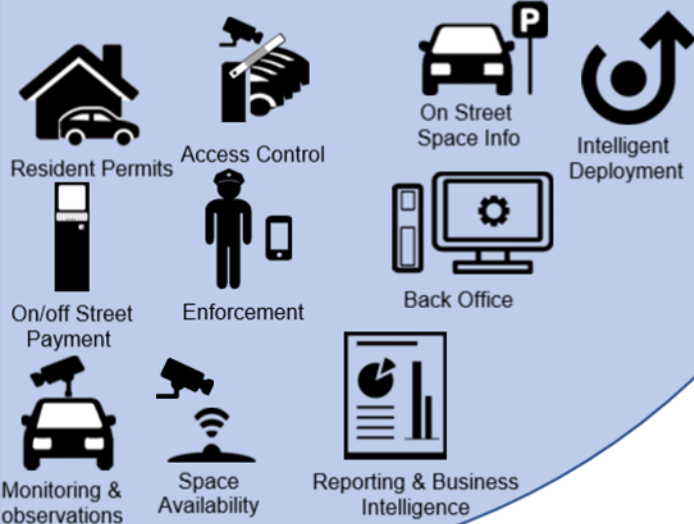 P
On Street
Space Info
Resident Permits
Access Control
Intelligent
Deployment
On/off Street
Payment
Enforcement
Back Office
Monitoring &
observations
Space
Availability
Reporting & Business
Intelligence